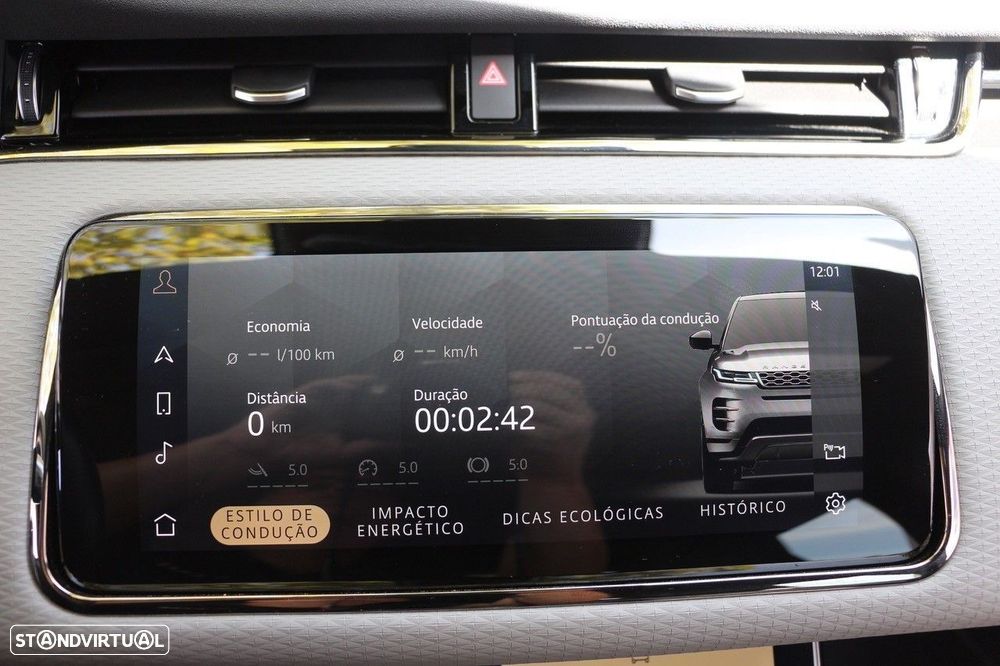 12:01
Economia
Velocidade
Pontuação da condução
ø -- l/100 km
ø -- km/h
--%
Distância
Duração
0 km
00:02:42
5.0
5.0
5.0
ESTILO DE
CONDUÇÃO
IMPACTO
ENERGÉTICO
DICAS ECOLÓGICAS
HISTÓRICO
STANDVIRTUAL